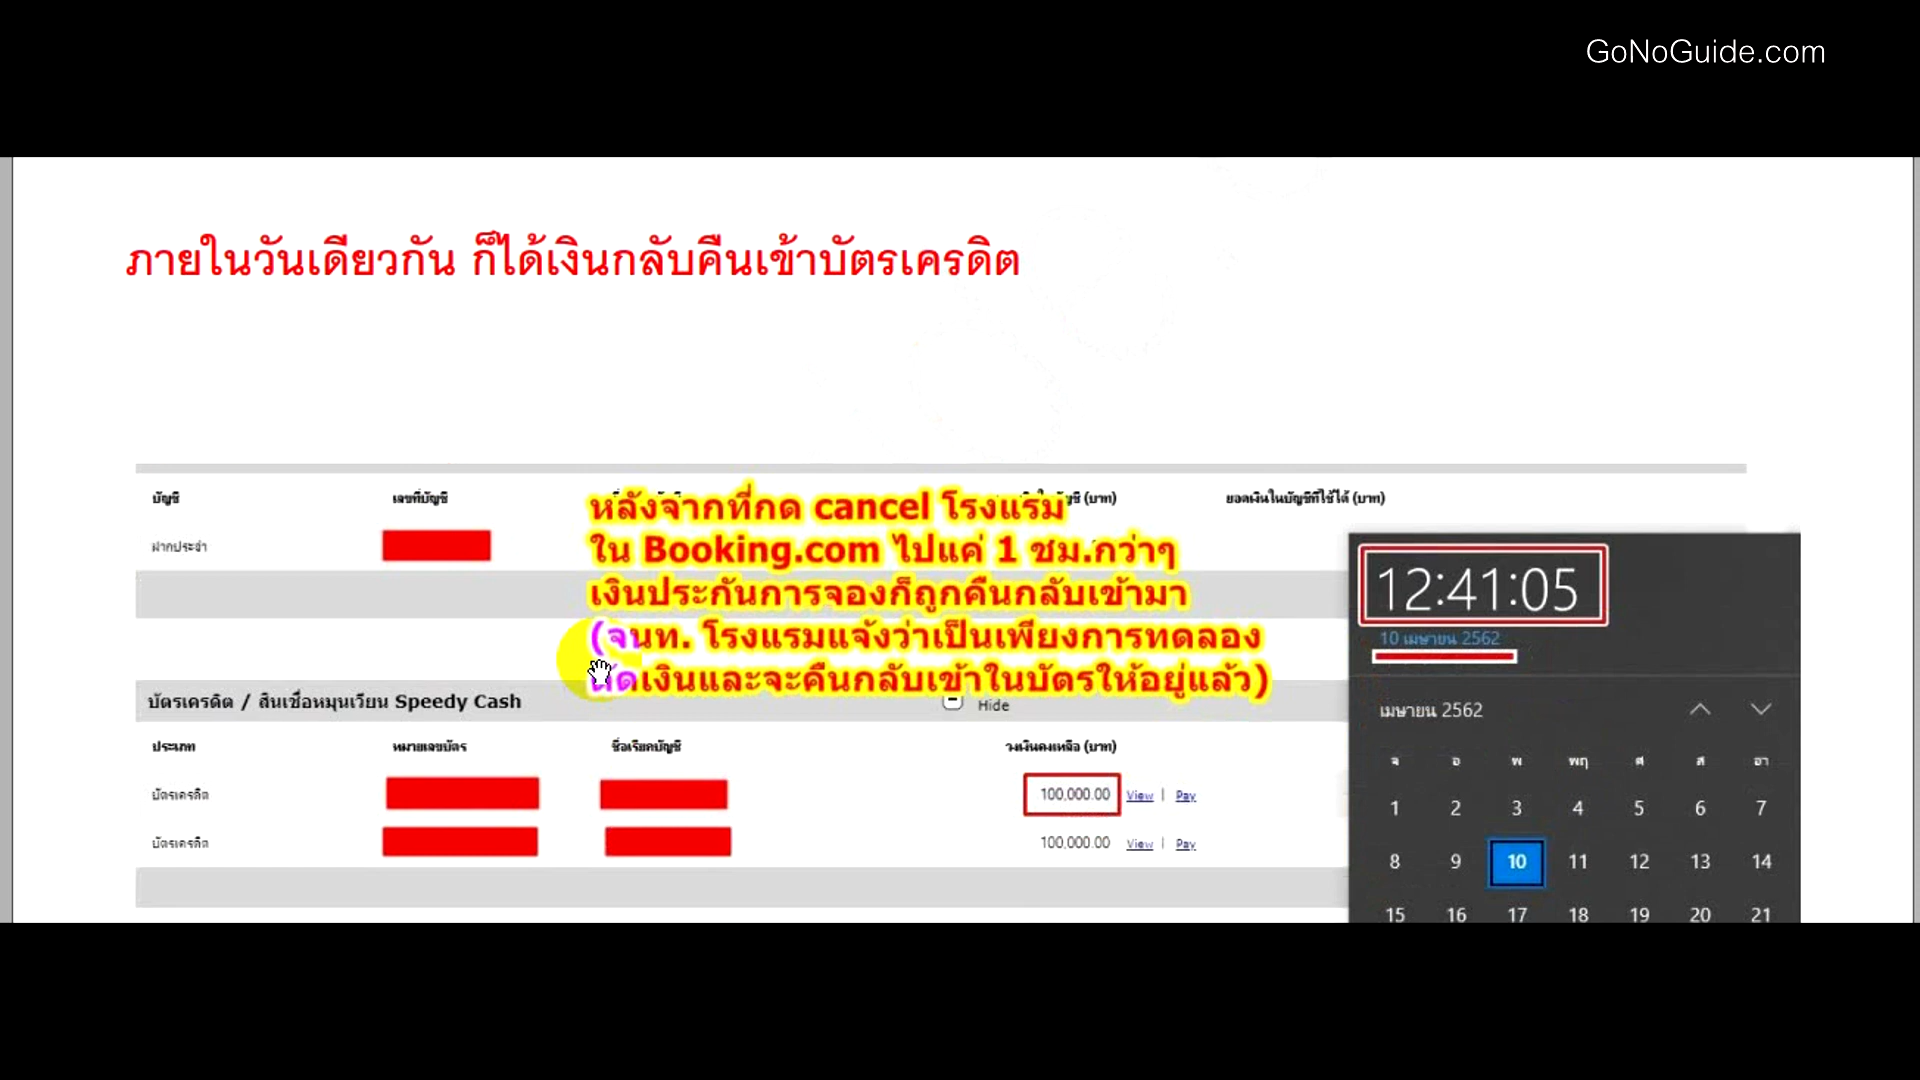 GoNoGuide.com
ภายในวันเดียวกัน ก็ได้เงินกลับคืนเข้าบัตรเครดิต
บัญชี เลขที่บัญชี บัญชี (บาท) ยอดเงินในบัญชีที่ใช้ได้ (บาท)
ฝากประจำ
หลังจากที่กด cancel โรงแรม
ใน Booking.com ไปแค่ 1 ชม.กว่าๆ
เงินประกันการจองก็ถูกคืนกลับเข้ามา
(จนท. โรงแรมแจ้งว่าเป็นเพียงการทดลอง
ตัดเงินและจะคืนกลับเข้าในบัตรให้อยู่แล้ว)
12:41:05
10 เมษายน 2562
บัตรเครดิต / สินเชื่อหมุนเวียน Speedy Cash Hide
ประเภท หมายเลขบัตร ชื่อเรียกบัญชี วงเงินคงเหลือ (บาท)
บัตรเครดิต 100,000.00 View | Pay
บัตรเครดิต 100,000.00 View | Pay
เมษายน 2562
จ อ พ พฤ ศ ส อา
1 2 3 4 5 6 7
8 9 10 11 12 13 14
15 16 17 18 19 20 21